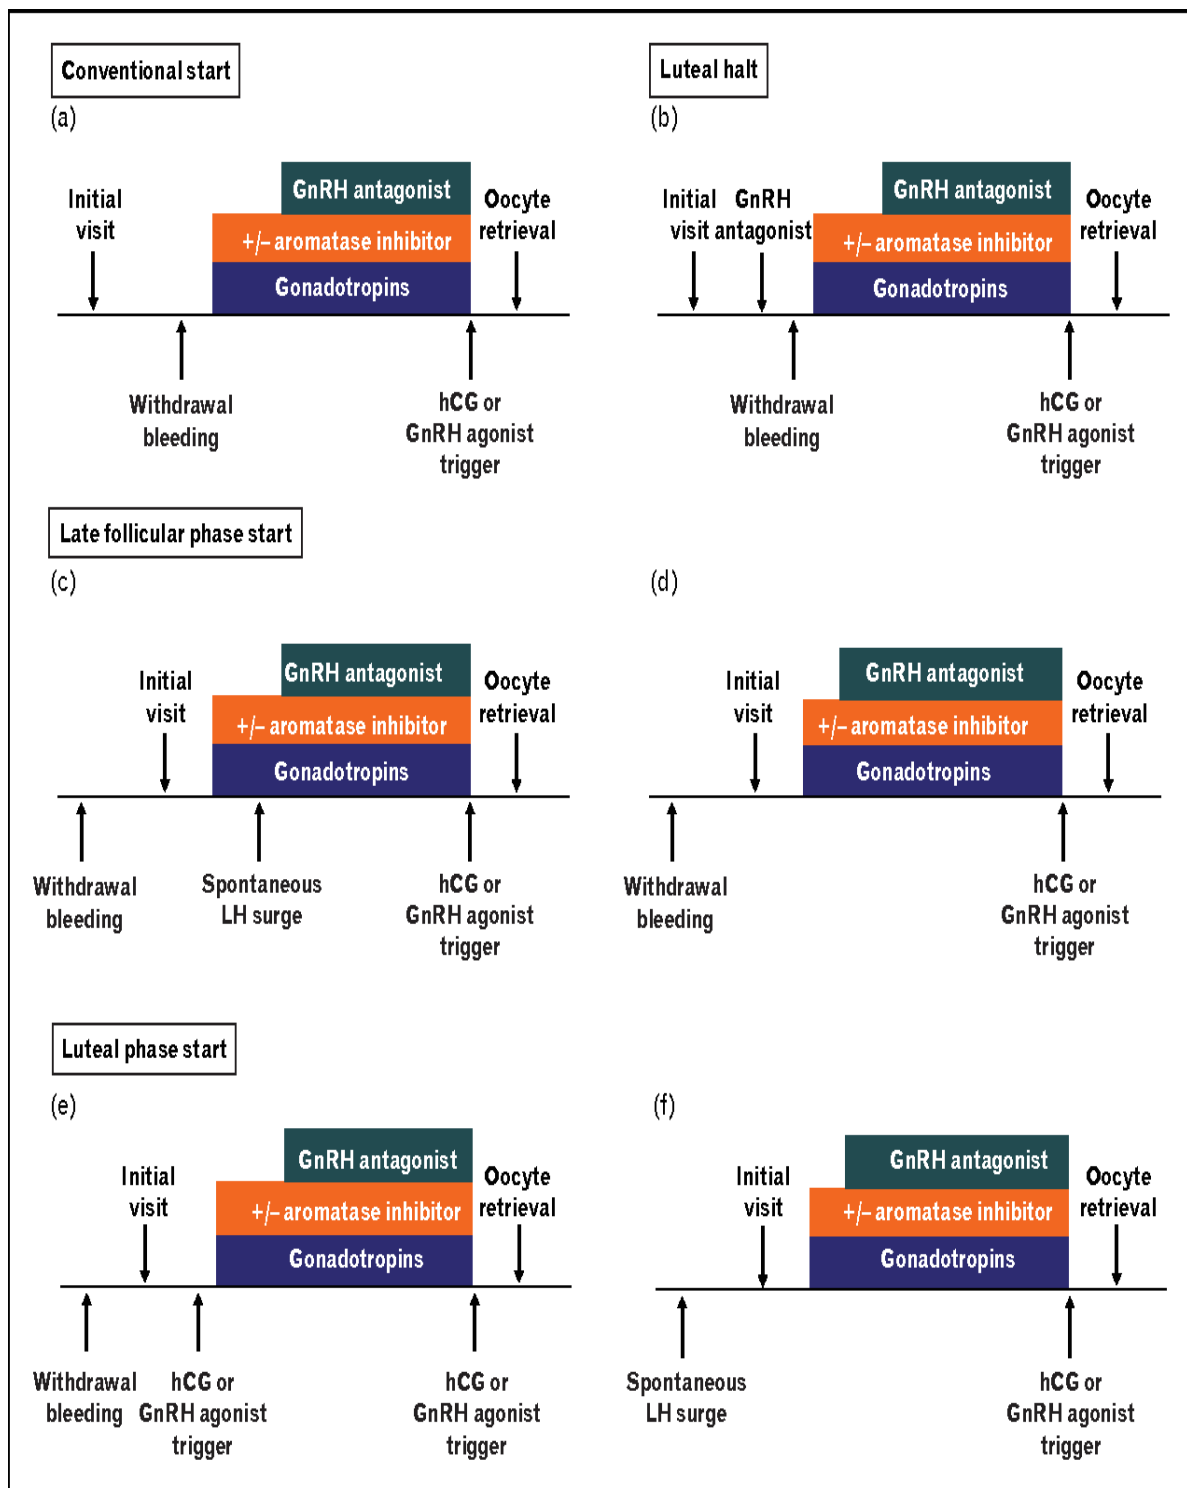 Conventional start
(a)
Initial
visit
GnRH antagonist
+/– aromatase inhibitor
Gonadotropins
Oocyte
retrieval
Withdrawal
bleeding
hCG or
GnRH agonist
trigger
Luteal halt
(b)
Initial
visit
GnRH
antagonist
GnRH antagonist
+/– aromatase inhibitor
Gonadotropins
Oocyte
retrieval
Withdrawal
bleeding
hCG or
GnRH agonist
trigger
Late follicular phase start
(c)
Initial
visit
GnRH antagonist
+/– aromatase inhibitor
Gonadotropins
Oocyte
retrieval
Withdrawal
bleeding
Spontaneous
LH surge
hCG or
GnRH agonist
trigger
(d)
Initial
visit
GnRH antagonist
+/– aromatase inhibitor
Gonadotropins
Oocyte
retrieval
Withdrawal
bleeding
hCG or
GnRH agonist
trigger
Luteal phase start
(e)
Initial
visit
GnRH antagonist
+/– aromatase inhibitor
Gonadotropins
Oocyte
retrieval
Withdrawal
bleeding
hCG or
GnRH agonist
trigger
hCG or
GnRH agonist
trigger
(f)
Initial
visit
GnRH antagonist
+/– aromatase inhibitor
Gonadotropins
Oocyte
retrieval
Spontaneous
LH surge
hCG or
GnRH agonist
trigger